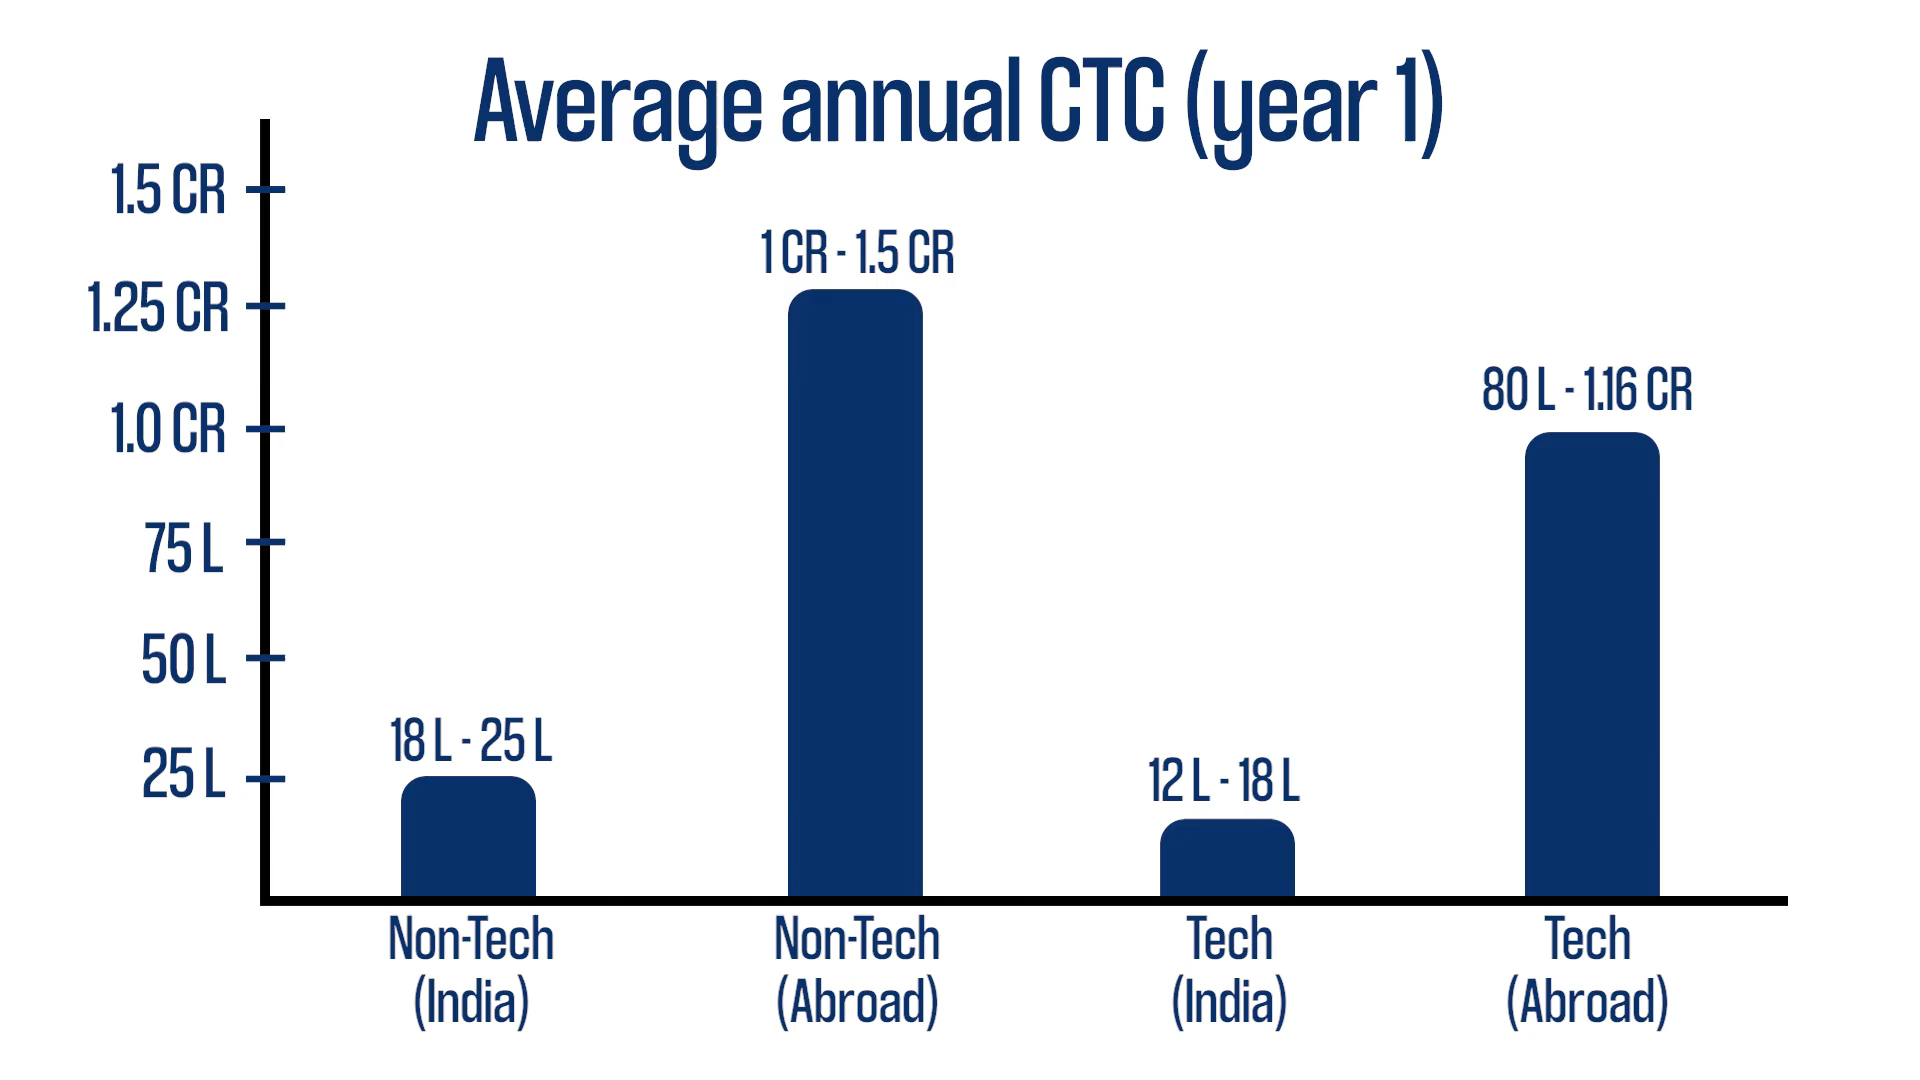 Average annual CTC (year 1)
1.5 CR
1.25 CR
1.0 CR
75 L
50 L
25 L
18 L - 25 L
1 CR - 1.5 CR
12 L - 18 L
80 L - 1.16 CR
Non-Tech
(India)
Non-Tech
(Abroad)
Tech
(India)
Tech
(Abroad)